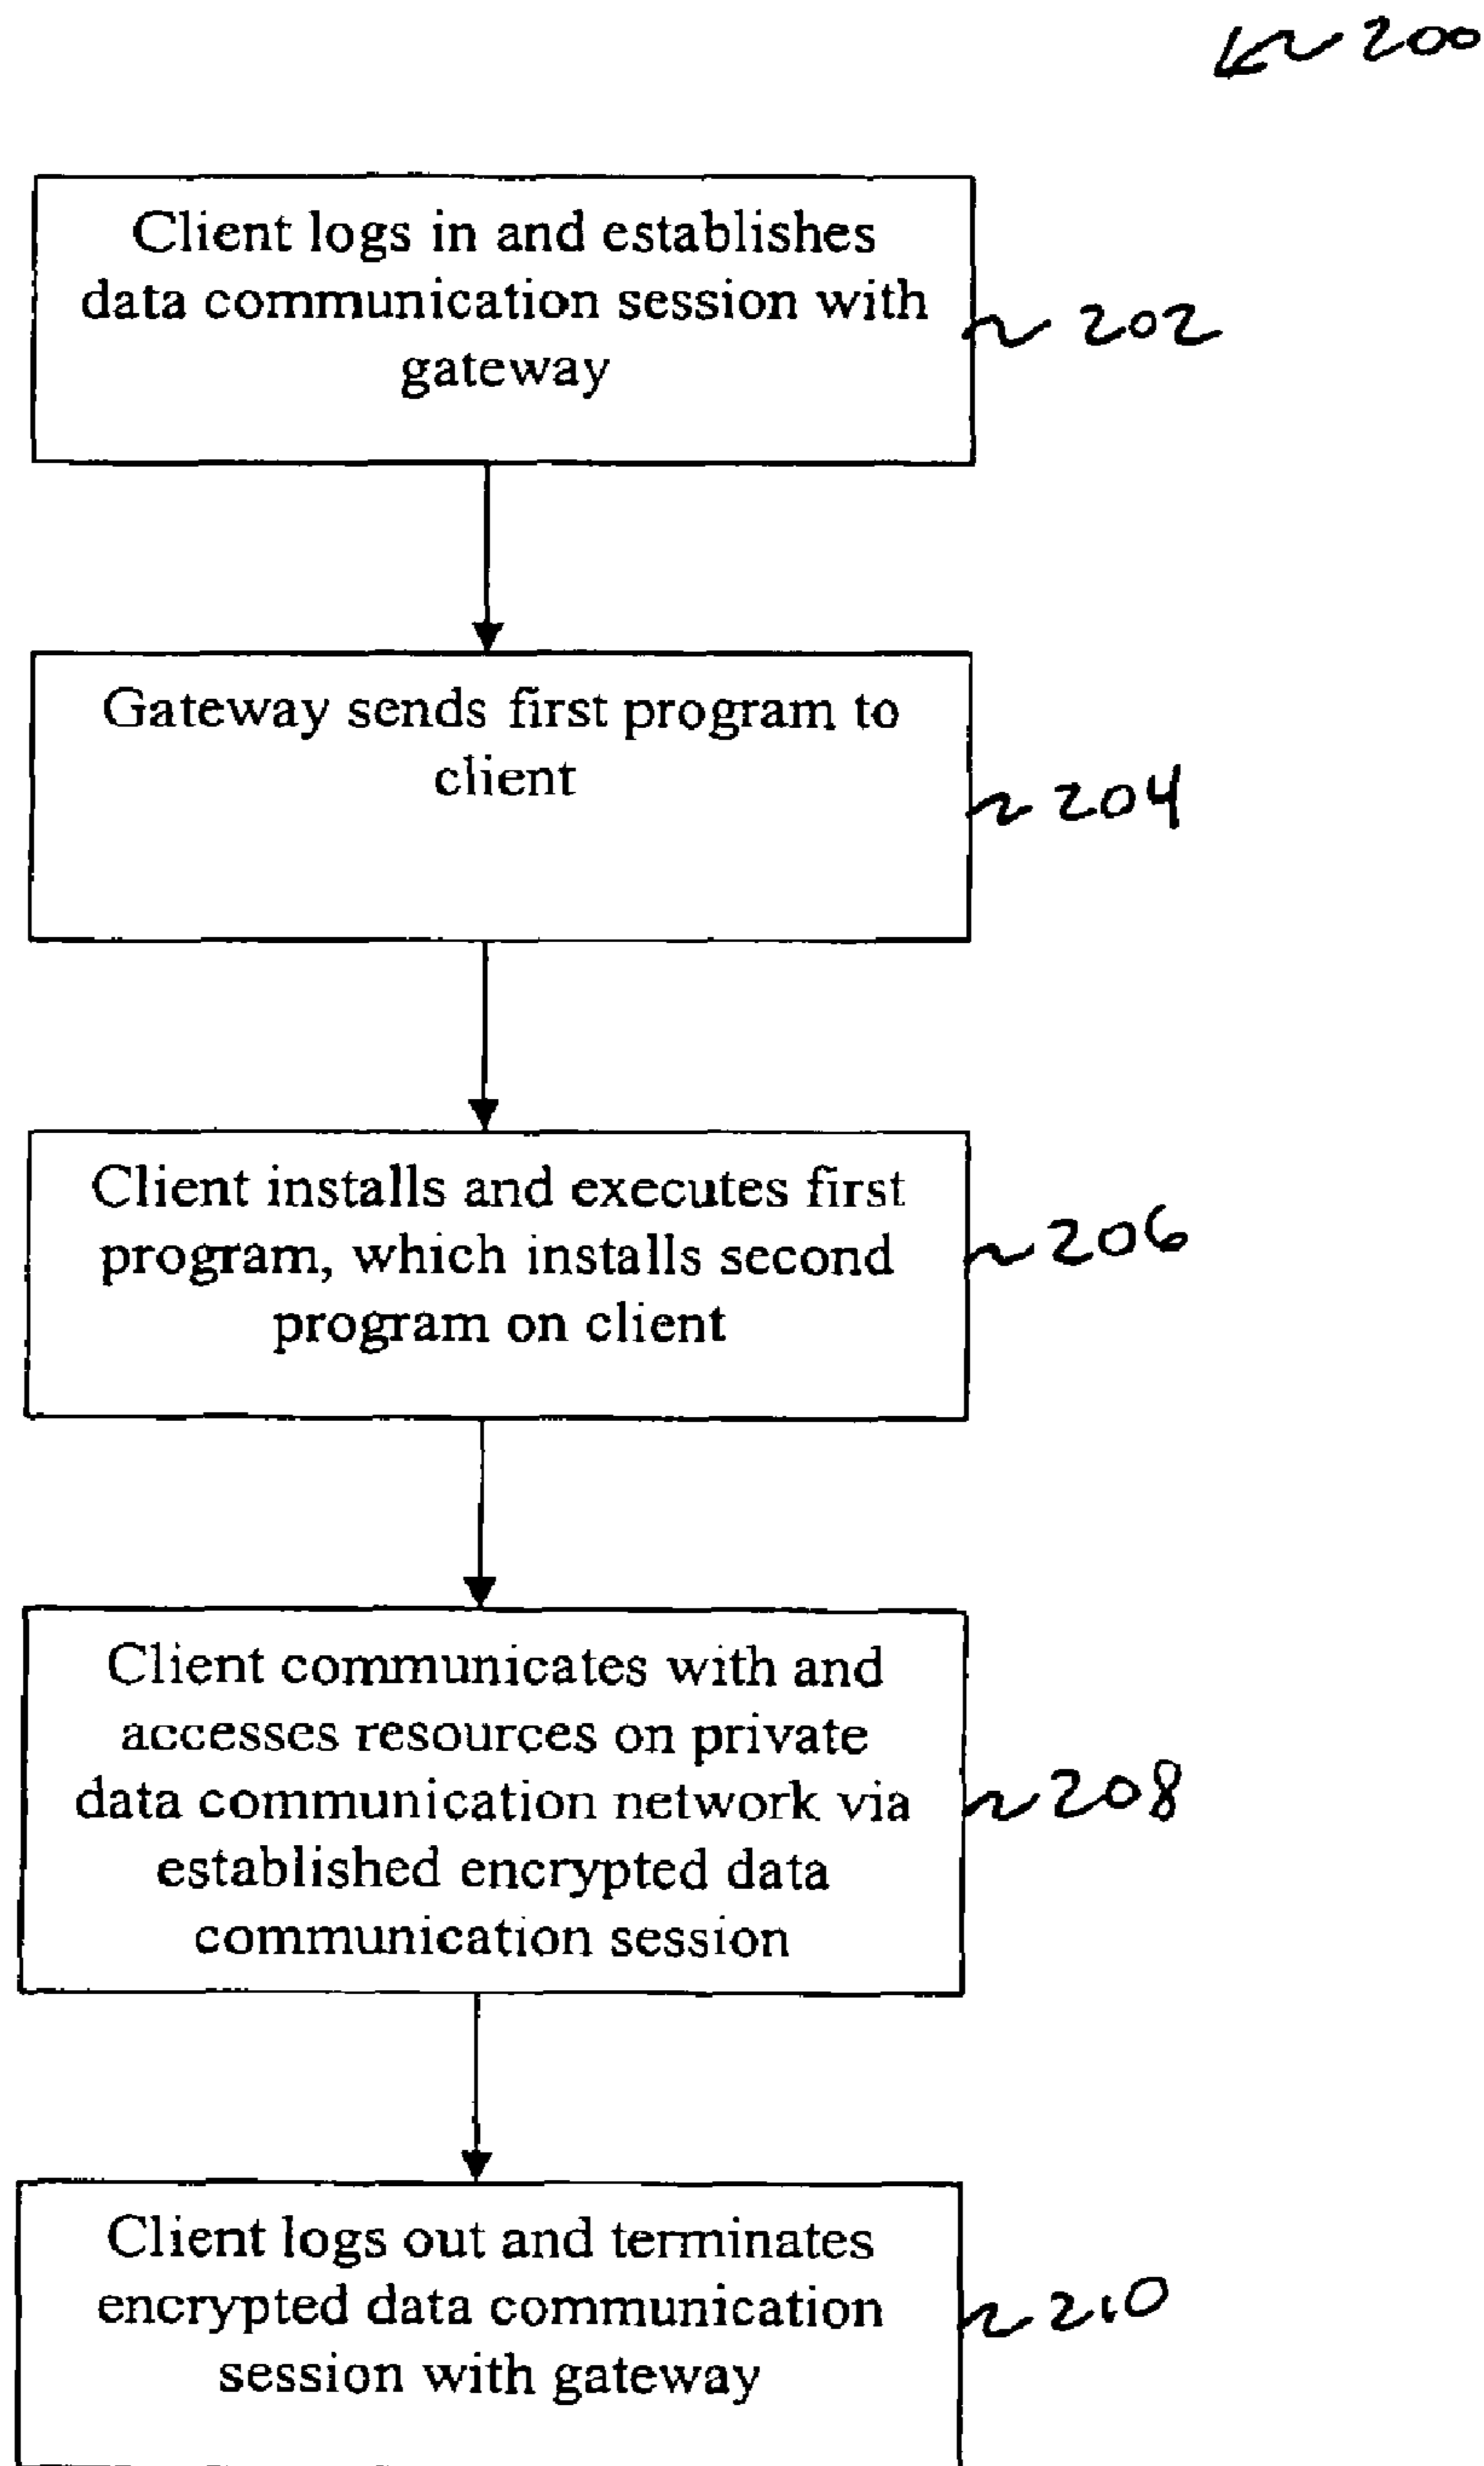 200
Client logs in and establishes
data communication session with
gateway
202
Gateway sends first program to
client
204
Client installs and executes first
program, which installs second
program on client
206
Client communicates with and
accesses resources on private
data communication network via
established encrypted data
communication session
208
Client logs out and terminates
encrypted data communication
session with gateway
210